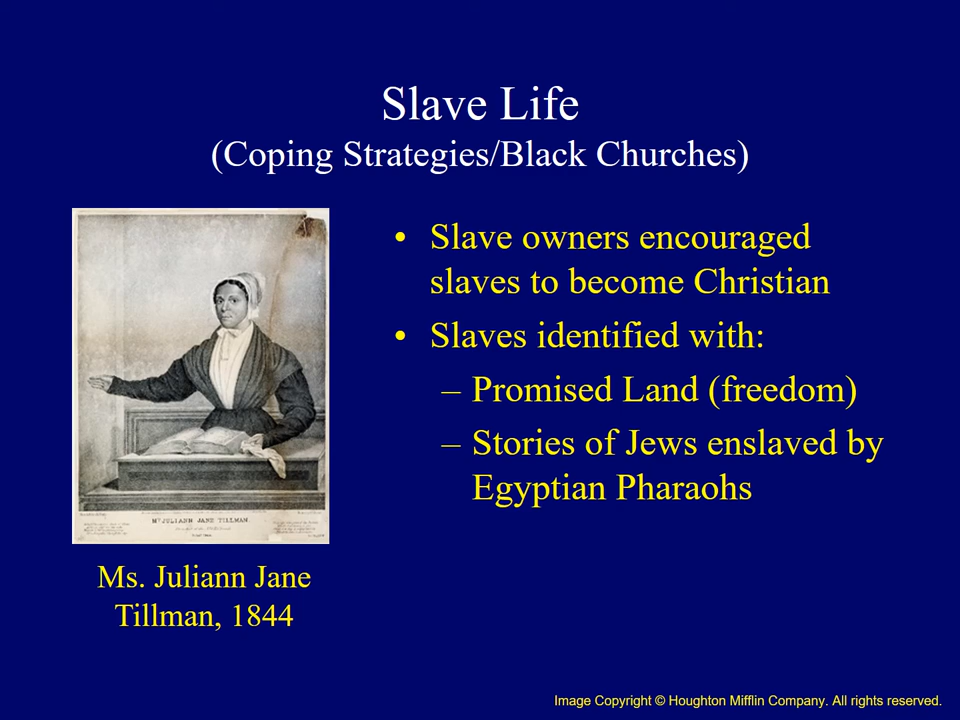 Slave Life
(Coping Strategies/Black Churches)
• Slave owners encouraged
slaves to become Christian
• Slaves identified with:
– Promised Land (freedom)
– Stories of Jews enslaved by
Egyptian Pharaohs
JULIANN JANE TILLMAN
Ms. Juliann Jane
Tillman, 1844
Image Copyright © Houghton Mifflin Company. All rights reserved.